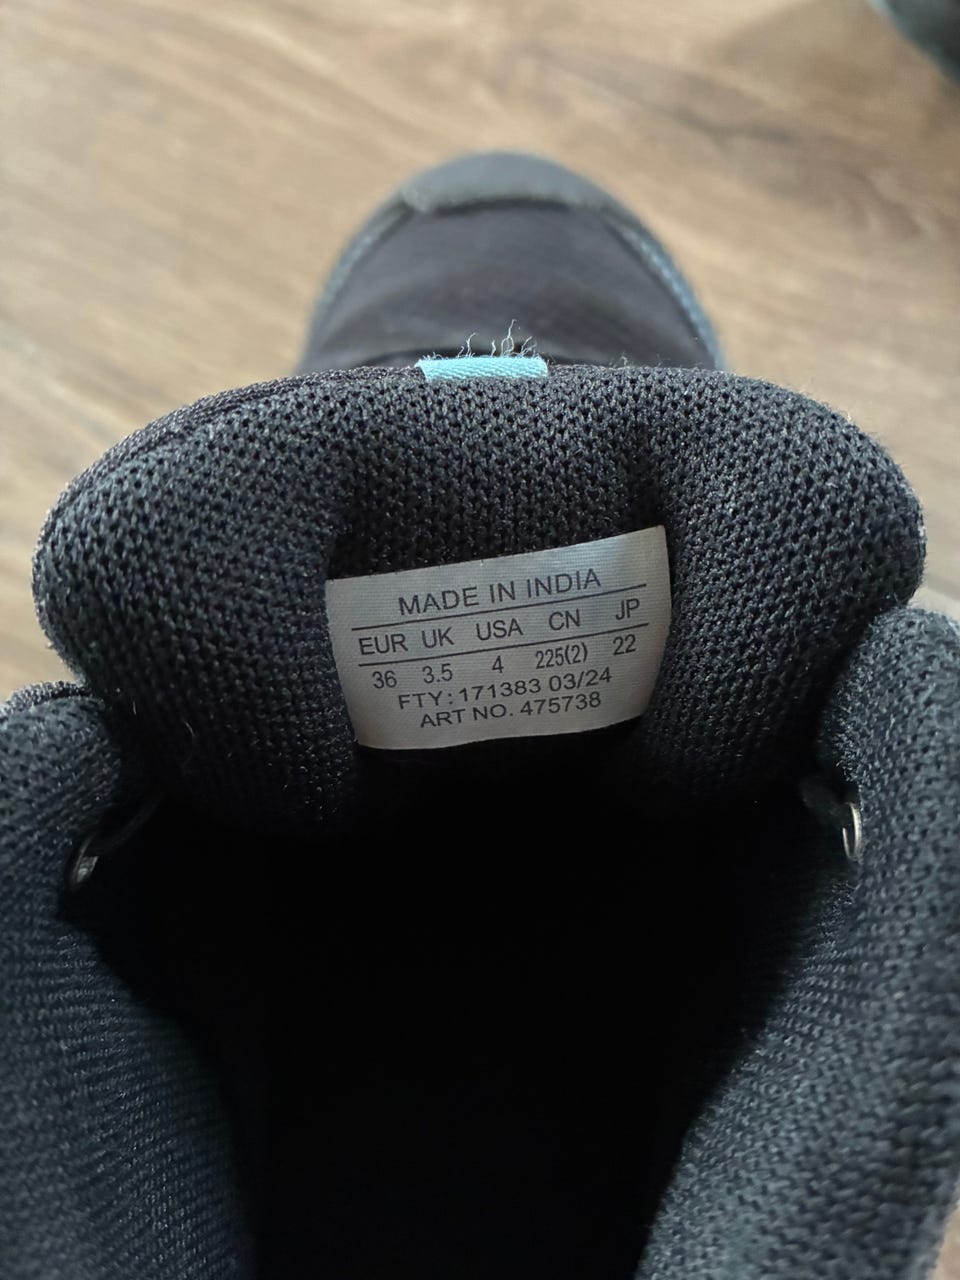 MADE IN INDIA
EUR UK USA CN JP
36 3.5 4 225(2) 22
FTY: 171383 03/24
ART NO. 475738